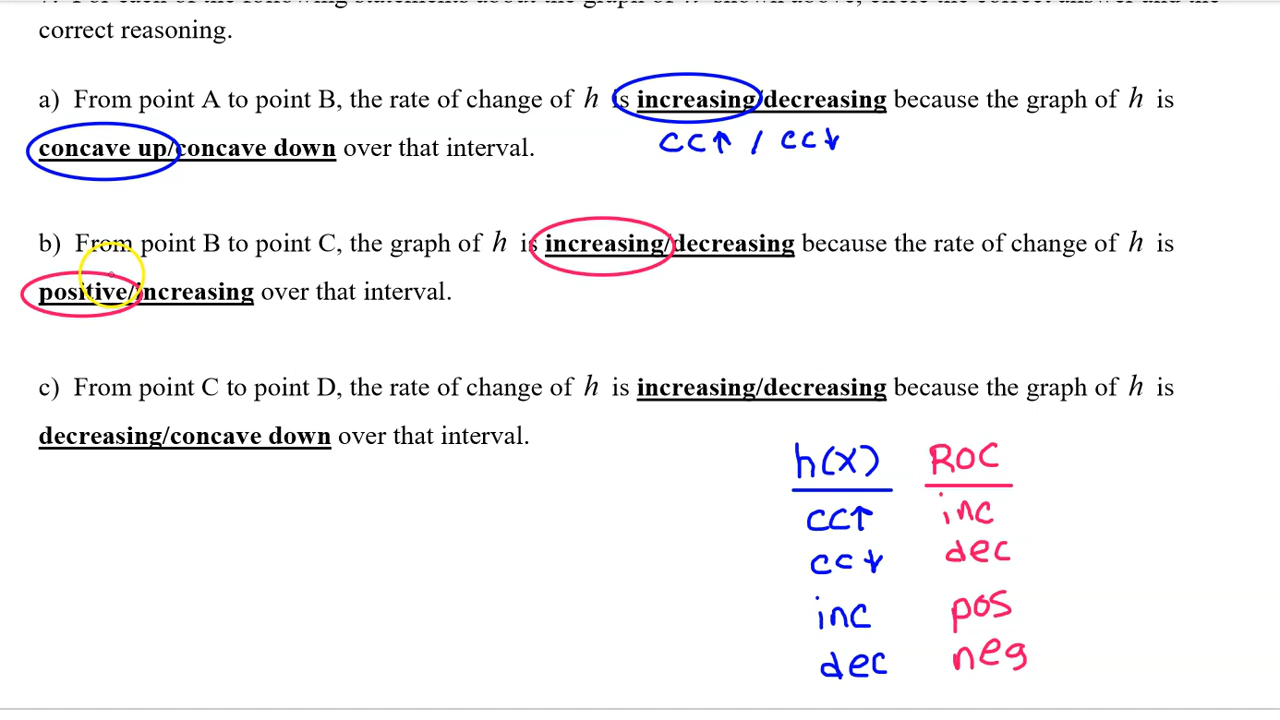 correct reasoning.
a) From point A to point B, the rate of change of h is increasing/decreasing because the graph of h is
concave up/concave down over that interval.
CC↑ / CC↓
b) From point B to point C, the graph of h is increasing/decreasing because the rate of change of h is
positive/increasing over that interval.
c) From point C to point D, the rate of change of h is increasing/decreasing because the graph of h is
decreasing/concave down over that interval.
h(x) ROC
CC↑ inc
CC↓ dec
inc pos
dec neg